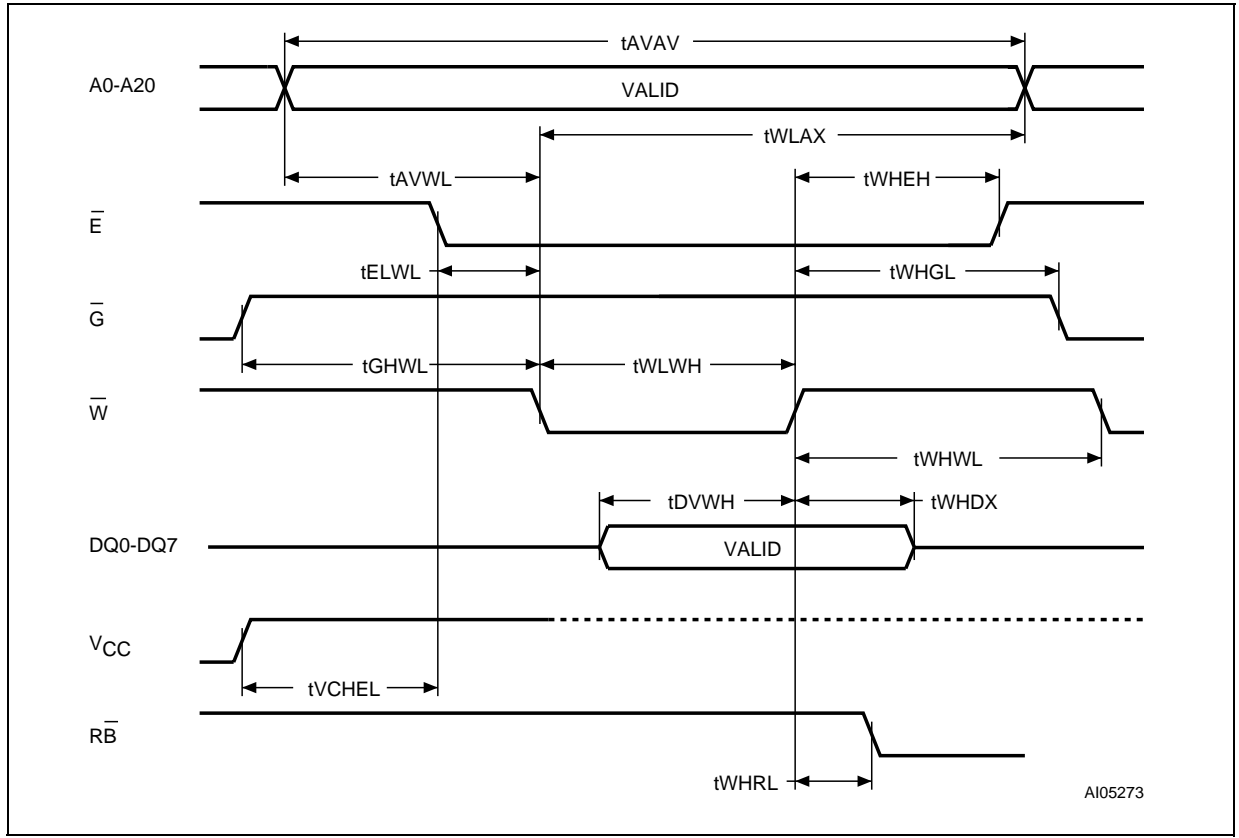 tAVAV
A0-A20
VALID
tWLAX
tAVWL
tWHEH
E̅
tELWL
tWHGL
G̅
tGHWL
tWLWH
W̅
tWHWL
tDVWH
tWHDX
DQ0-DQ7
VALID
VCC
tVCHEL
RB̅
tWHRL
AI05273